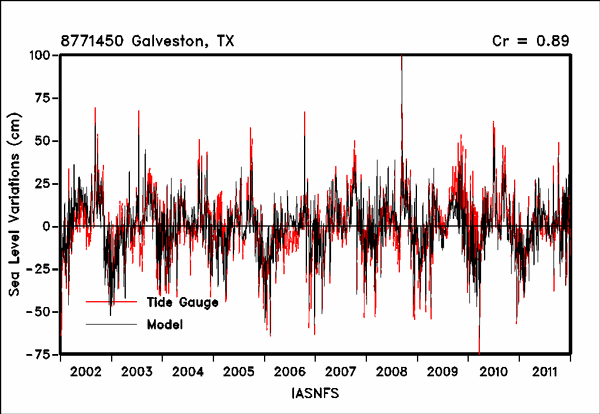 8771450 Galveston, TX Cr = 0.89
100
75
50
25
0
-25
-50
-75
Sea Level Variations (cm)
Tide Gauge
Model
2002 2003 2004 2005 2006 2007 2008 2009 2010 2011
IASNFS